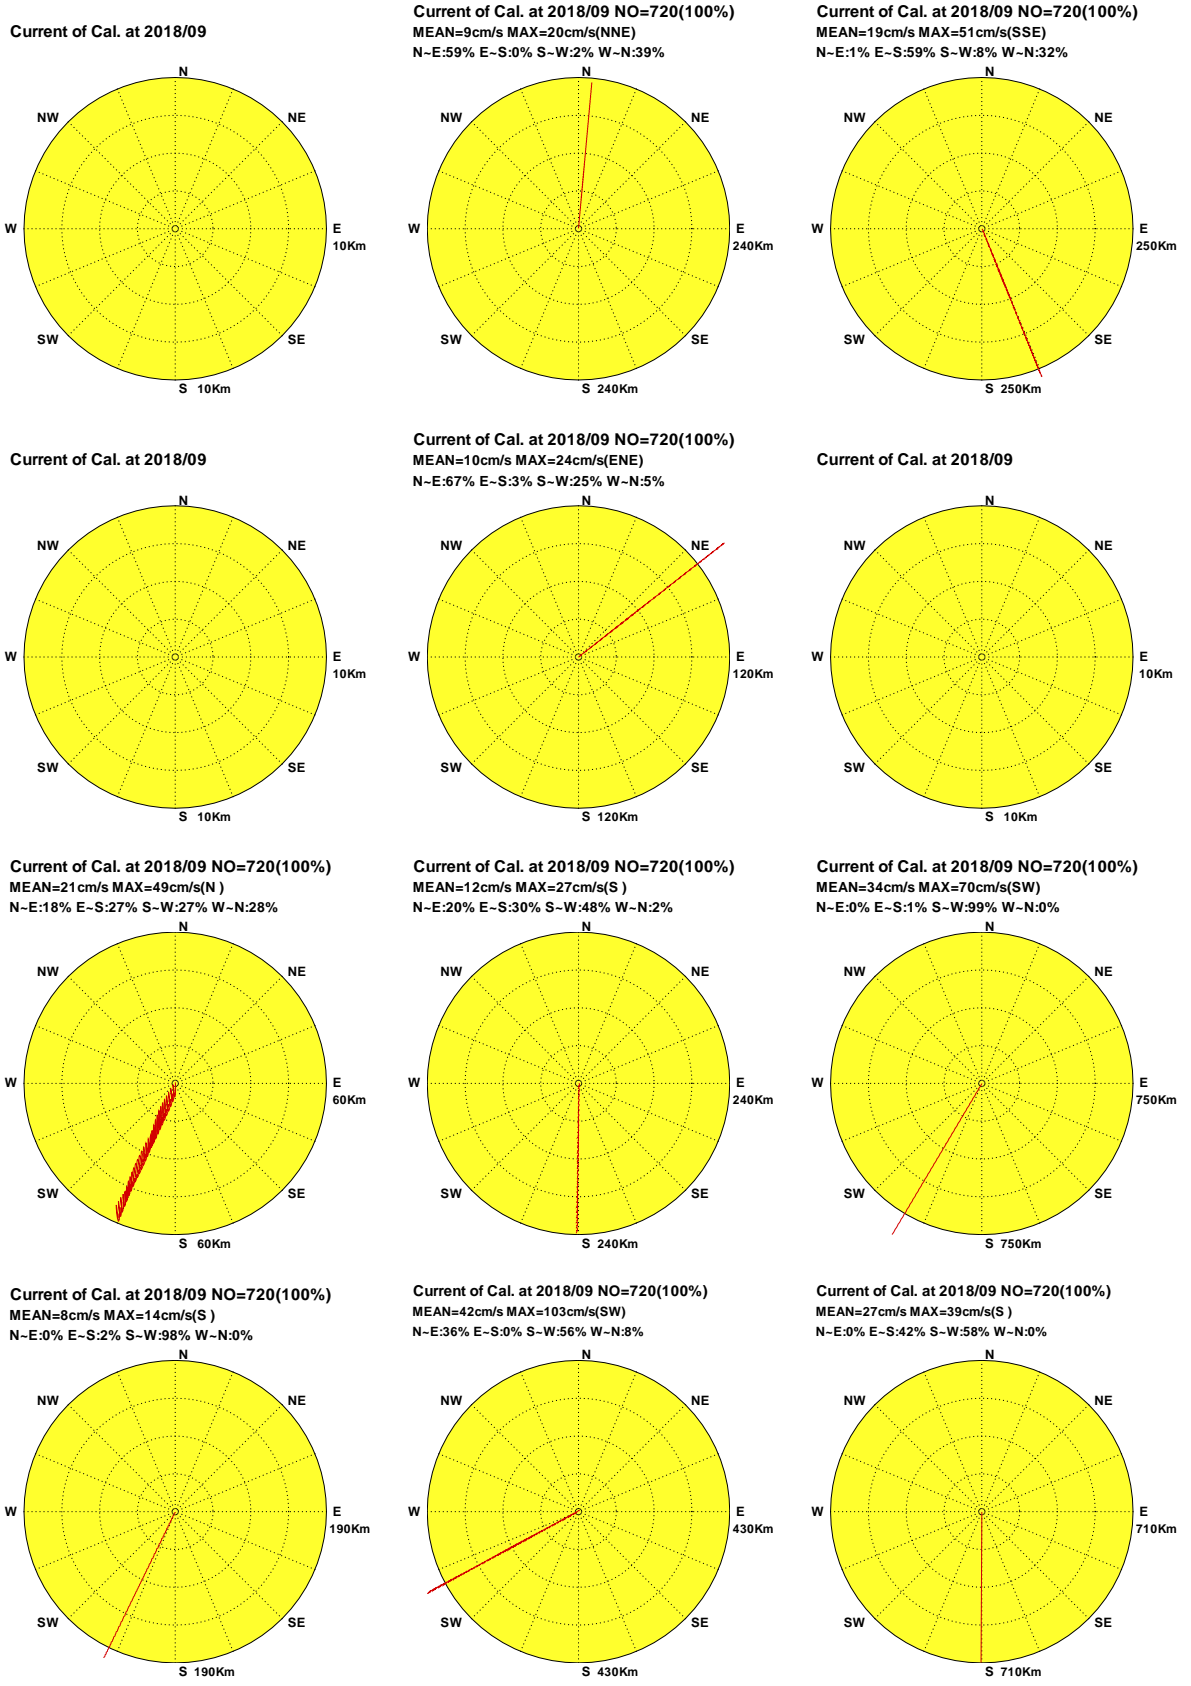 Current of Cal. at 2018/09
N
NW
NE
W
E
10Km
SW
SE
S 10Km
Current of Cal. at 2018/09 NO=720(100%)
MEAN=9cm/s MAX=20cm/s(NNE)
N~E:59% E~S:0% S~W:2% W~N:39%
N
NW
NE
W
E
240Km
SW
SE
S 240Km
Current of Cal. at 2018/09 NO=720(100%)
MEAN=19cm/s MAX=51cm/s(SSE)
N~E:1% E~S:59% S~W:8% W~N:32%
N
NW
NE
W
E
250Km
SW
SE
S 250Km
Current of Cal. at 2018/09
N
NW
NE
W
E
10Km
SW
SE
S 10Km
Current of Cal. at 2018/09 NO=720(100%)
MEAN=10cm/s MAX=24cm/s(ENE)
N~E:67% E~S:3% S~W:25% W~N:5%
N
NW
NE
W
E
120Km
SW
SE
S 120Km
Current of Cal. at 2018/09
N
NW
NE
W
E
10Km
SW
SE
S 10Km
Current of Cal. at 2018/09 NO=720(100%)
MEAN=21cm/s MAX=49cm/s(N )
N~E:18% E~S:27% S~W:27% W~N:28%
N
NW
NE
W
E
60Km
SW
SE
S 60Km
Current of Cal. at 2018/09 NO=720(100%)
MEAN=12cm/s MAX=27cm/s(S )
N~E:20% E~S:30% S~W:48% W~N:2%
N
NW
NE
W
E
240Km
SW
SE
S 240Km
Current of Cal. at 2018/09 NO=720(100%)
MEAN=34cm/s MAX=70cm/s(SW)
N~E:0% E~S:1% S~W:99% W~N:0%
N
NW
NE
W
E
750Km
SW
SE
S 750Km
Current of Cal. at 2018/09 NO=720(100%)
MEAN=8cm/s MAX=14cm/s(S )
N~E:0% E~S:2% S~W:98% W~N:0%
N
NW
NE
W
E
190Km
SW
SE
S 190Km
Current of Cal. at 2018/09 NO=720(100%)
MEAN=42cm/s MAX=103cm/s(SW)
N~E:36% E~S:0% S~W:56% W~N:8%
N
NW
NE
W
E
430Km
SW
SE
S 430Km
Current of Cal. at 2018/09 NO=720(100%)
MEAN=27cm/s MAX=39cm/s(S )
N~E:0% E~S:42% S~W:58% W~N:0%
N
NW
NE
W
E
710Km
SW
SE
S 710Km